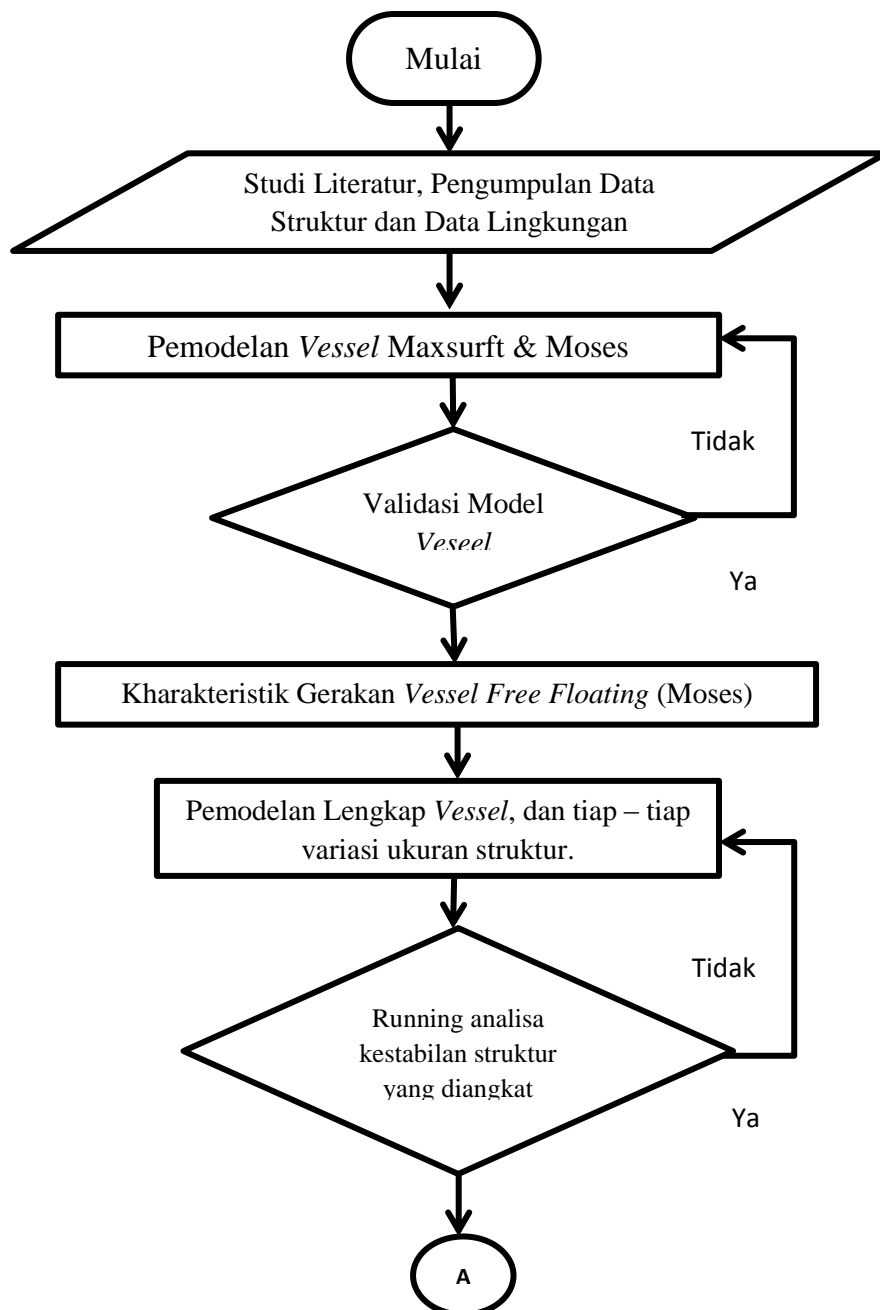 Mulai
Studi Literatur, Pengumpulan Data
Struktur dan Data Lingkungan
Pemodelan Vessel Maxsurft & Moses
Tidak
Validasi Model
Veseel
Ya
Kharakteristik Gerakan Vessel Free Floating (Moses)
Pemodelan Lengkap Vessel, dan tiap – tiap
variasi ukuran struktur.
Tidak
Running analisa
kestabilan struktur
yang diangkat
Ya
A